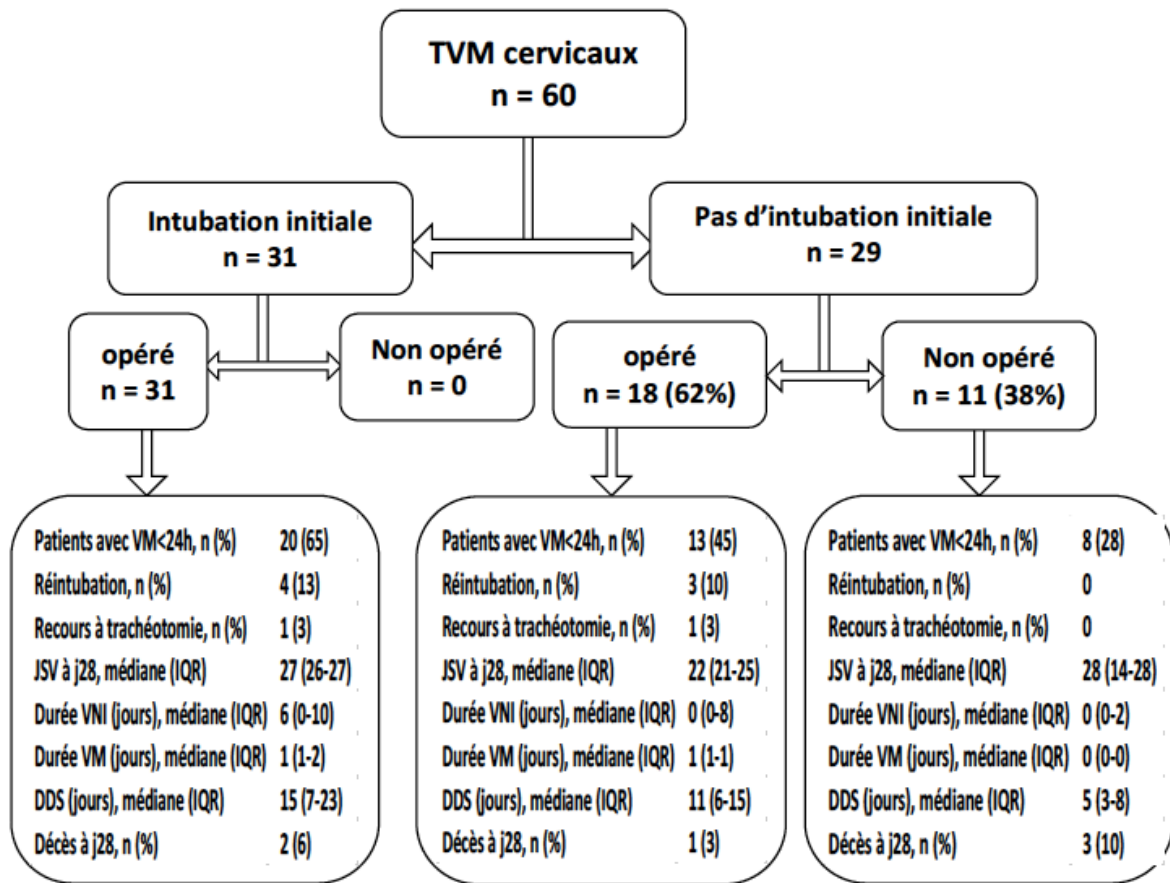 TVM cervicaux
n = 60
Intubation initiale
n = 31
Pas d’intubation initiale
n = 29
opéré
n = 31
Non opéré
n = 0
opéré
n = 18 (62%)
Non opéré
n = 11 (38%)
Patients avec VM<24h, n (%) 20 (65)
Réintubation, n (%) 4 (13)
Recours à trachéotomie, n (%) 1 (3)
JSV à j28, médiane (IQR) 27 (26-27)
Durée VNI (jours), médiane (IQR) 6 (0-10)
Durée VM (jours), médiane (IQR) 1 (1-2)
DDS (jours), médiane (IQR) 15 (7-23)
Décès à j28, n (%) 2 (6)
Patients avec VM<24h, n (%) 13 (45)
Réintubation, n (%) 3 (10)
Recours à trachéotomie, n (%) 1 (3)
JSV à j28, médiane (IQR) 22 (21-25)
Durée VNI (jours), médiane (IQR) 0 (0-8)
Durée VM (jours), médiane (IQR) 1 (1-1)
DDS (jours), médiane (IQR) 11 (6-15)
Décès à j28, n (%) 1 (3)
Patients avec VM<24h, n (%) 8 (28)
Réintubation, n (%) 0
Recours à trachéotomie, n (%) 0
JSV à j28, médiane (IQR) 28 (14-28)
Durée VNI (jours), médiane (IQR) 0 (0-2)
Durée VM (jours), médiane (IQR) 0 (0-0)
DDS (jours), médiane (IQR) 5 (3-8)
Décès à j28, n (%) 3 (10)